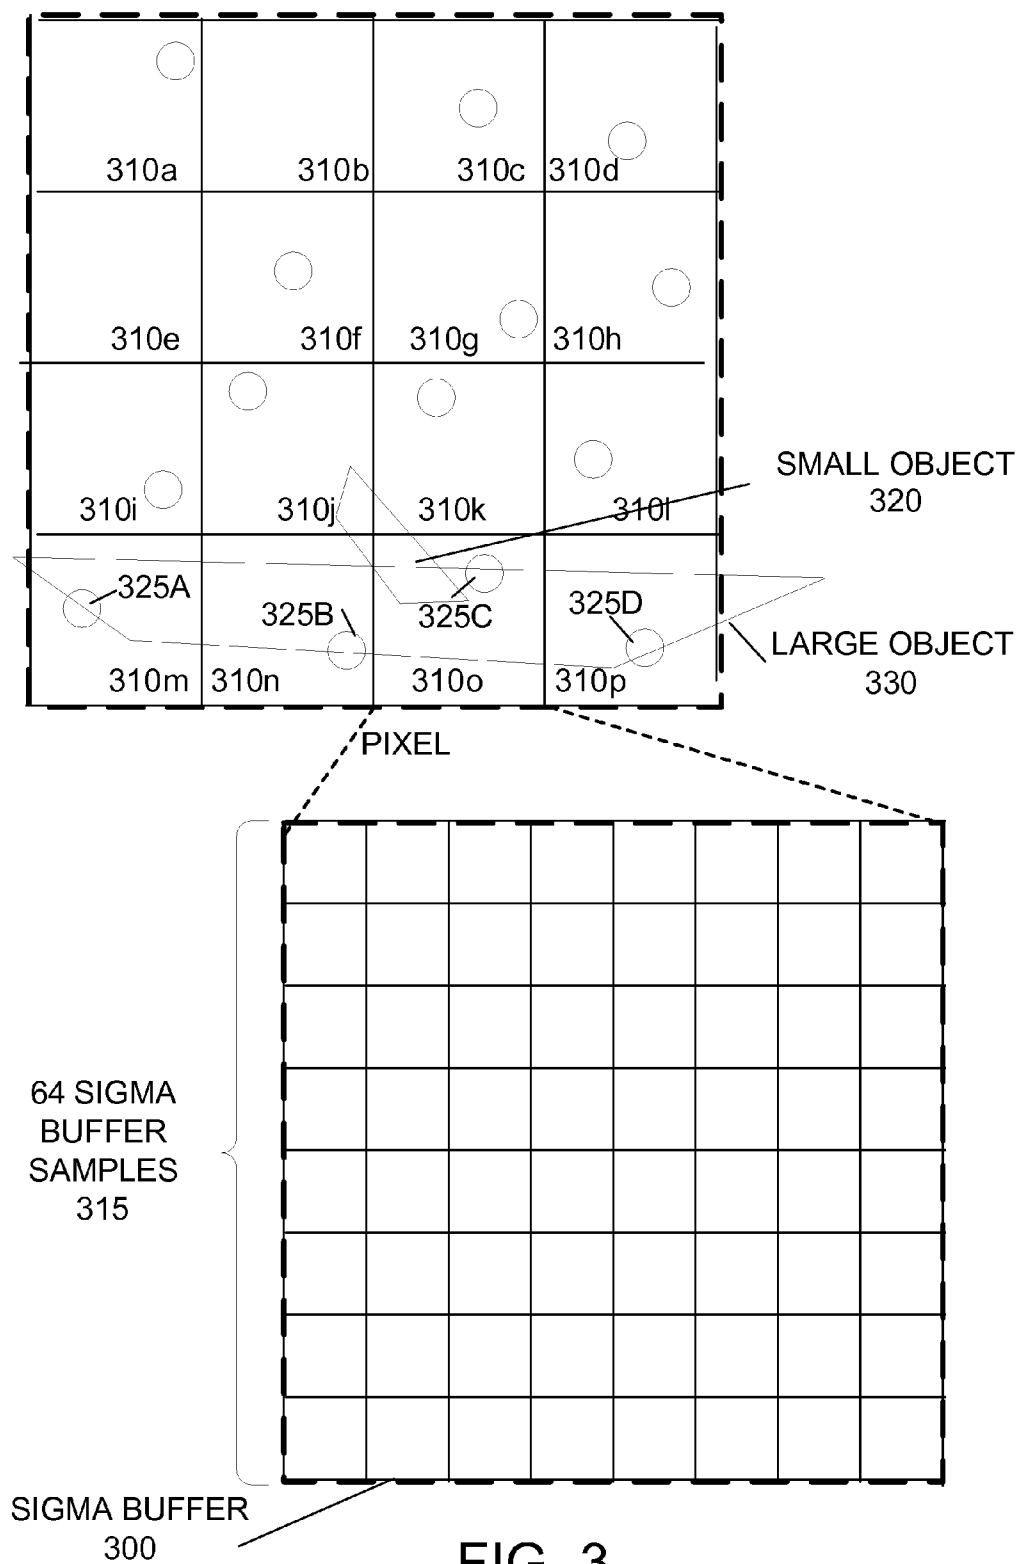 310a 310b 310c 310d
310e 310f 310g 310h
SMALL OBJECT
320
310i 310j 310k 310l
325A 325B 325C 325D
LARGE OBJECT
330
310m 310n 310o 310p
PIXEL
64 SIGMA
BUFFER
SAMPLES
315
SIGMA BUFFER
300
FIG. 3